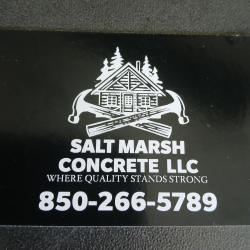 SALT MARSH
CONCRETE LLC
WHERE QUALITY STANDS STRONG
850-266-5789